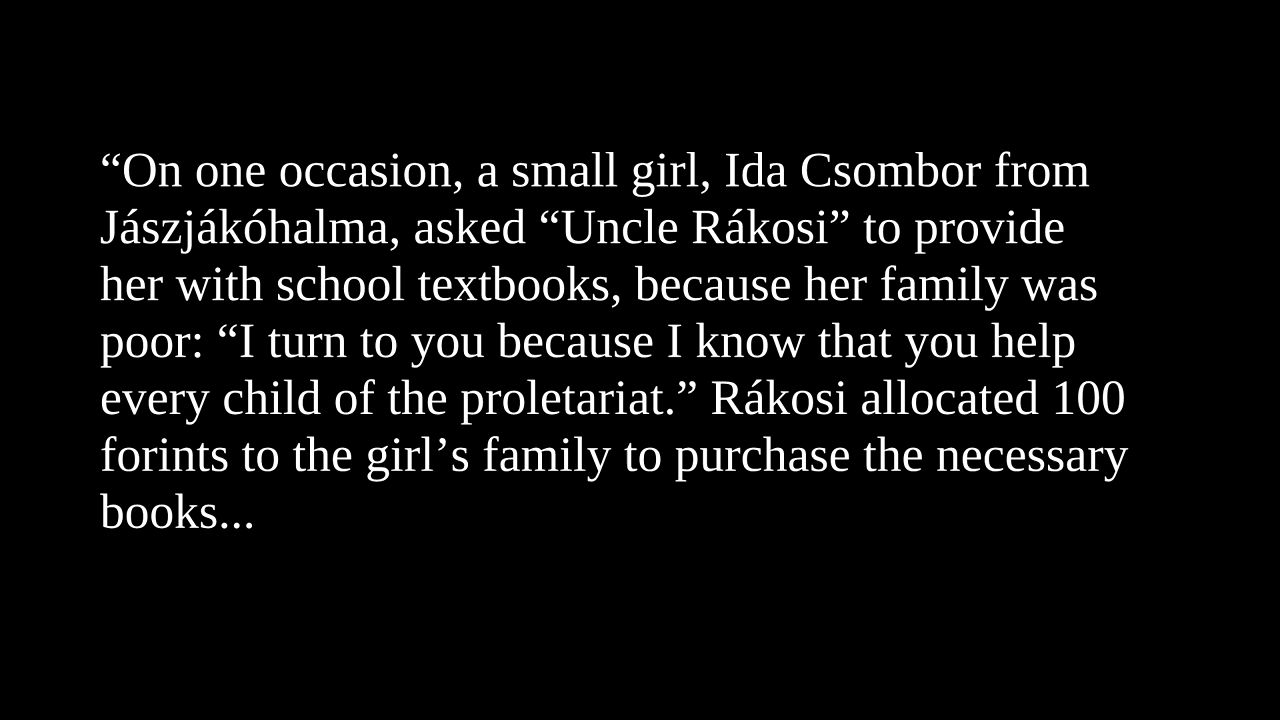 “On one occasion, a small girl, Ida Csombor from
Jászjákóhalma, asked “Uncle Rákosi” to provide
her with school textbooks, because her family was
poor: “I turn to you because I know that you help
every child of the proletariat.” Rákosi allocated 100
forints to the girl’s family to purchase the necessary
books...